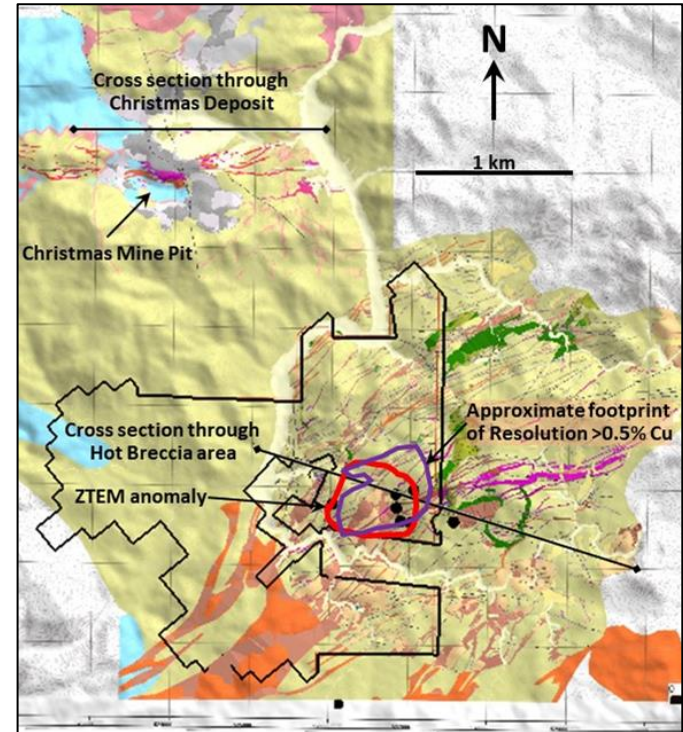 Cross section through
Christmas Deposit
N
1 km
Christmas Mine Pit
Approximate footprint
of Resolution >0.5% Cu
Cross section through
Hot Breccia area
ZTEM anomaly